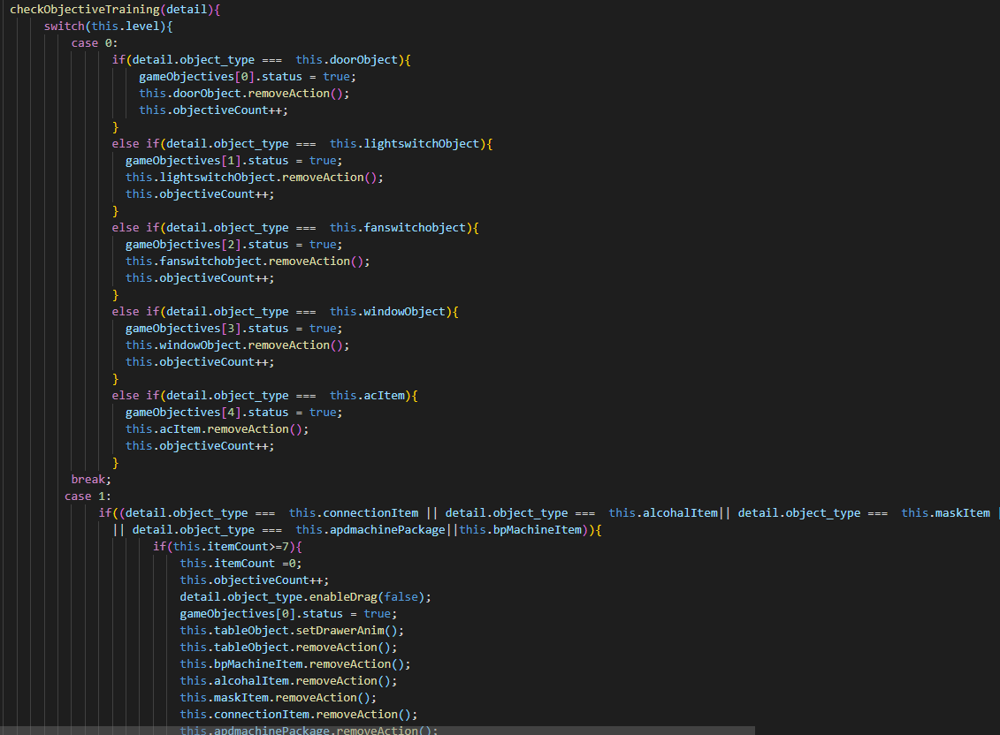 checkObjectiveTraining(detail){
switch(this.level){
case 0:
if(detail.object_type ===  this.doorObject){
gameObjectives[0].status = true;
this.doorObject.removeAction();
this.objectiveCount++;
}
else if(detail.object_type ===  this.lightswitchObject){
gameObjectives[1].status = true;
this.lightswitchObject.removeAction();
this.objectiveCount++;
}
else if(detail.object_type ===  this.fanswitchobject){
gameObjectives[2].status = true;
this.fanswitchobject.removeAction();
this.objectiveCount++;
}
else if(detail.object_type ===  this.windowObject){
gameObjectives[3].status = true;
this.windowObject.removeAction();
this.objectiveCount++;
}
else if(detail.object_type ===  this.acItem){
gameObjectives[4].status = true;
this.acItem.removeAction();
this.objectiveCount++;
}
break;
case 1:
if((detail.object_type ===  this.connectionItem || detail.object_type ===  this.alcohalItem|| detail.object_type ===  this.maskItem |
|| detail.object_type ===  this.apdmachinePackage||this.bpMachineItem)){
if(this.itemCount>=7){
this.itemCount =0;
this.objectiveCount++;
detail.object_type.enableDrag(false);
gameObjectives[0].status = true;
this.tableObject.setDrawerAnim();
this.tableObject.removeAction();
this.bpMachineItem.removeAction();
this.alcohalItem.removeAction();
this.maskItem.removeAction();
this.connectionItem.removeAction();
this.apdmachinePackage.removeAction();